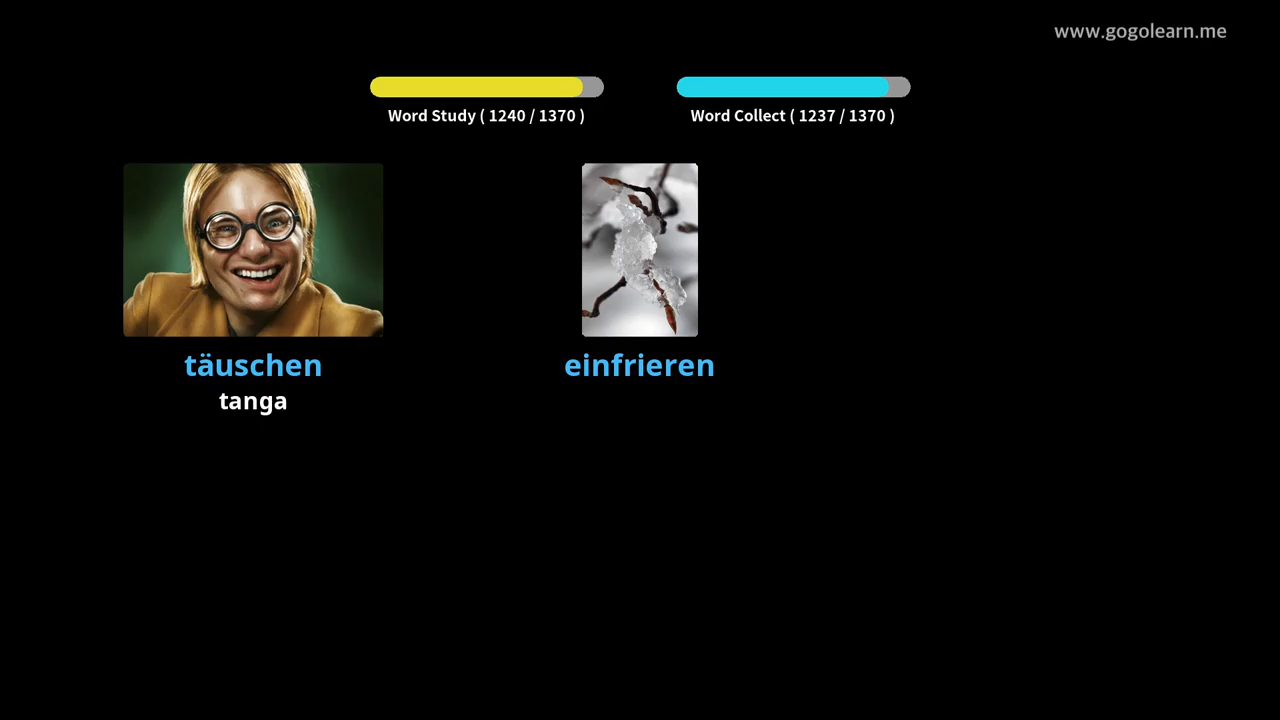 www.gogolearn.me
Word Study ( 1240 / 1370 )
Word Collect ( 1237 / 1370 )
täuschen
einfrieren
tanga